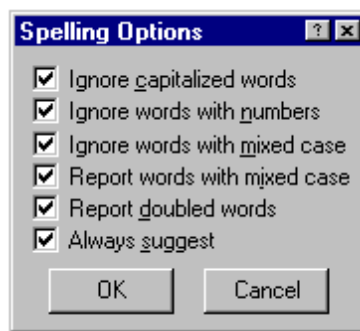 Spelling Options ?
Ignore capitalized words
Ignore words with numbers
Ignore words with mixed case
Report words with mixed case
Report doubled words
Always suggest
OK Cancel